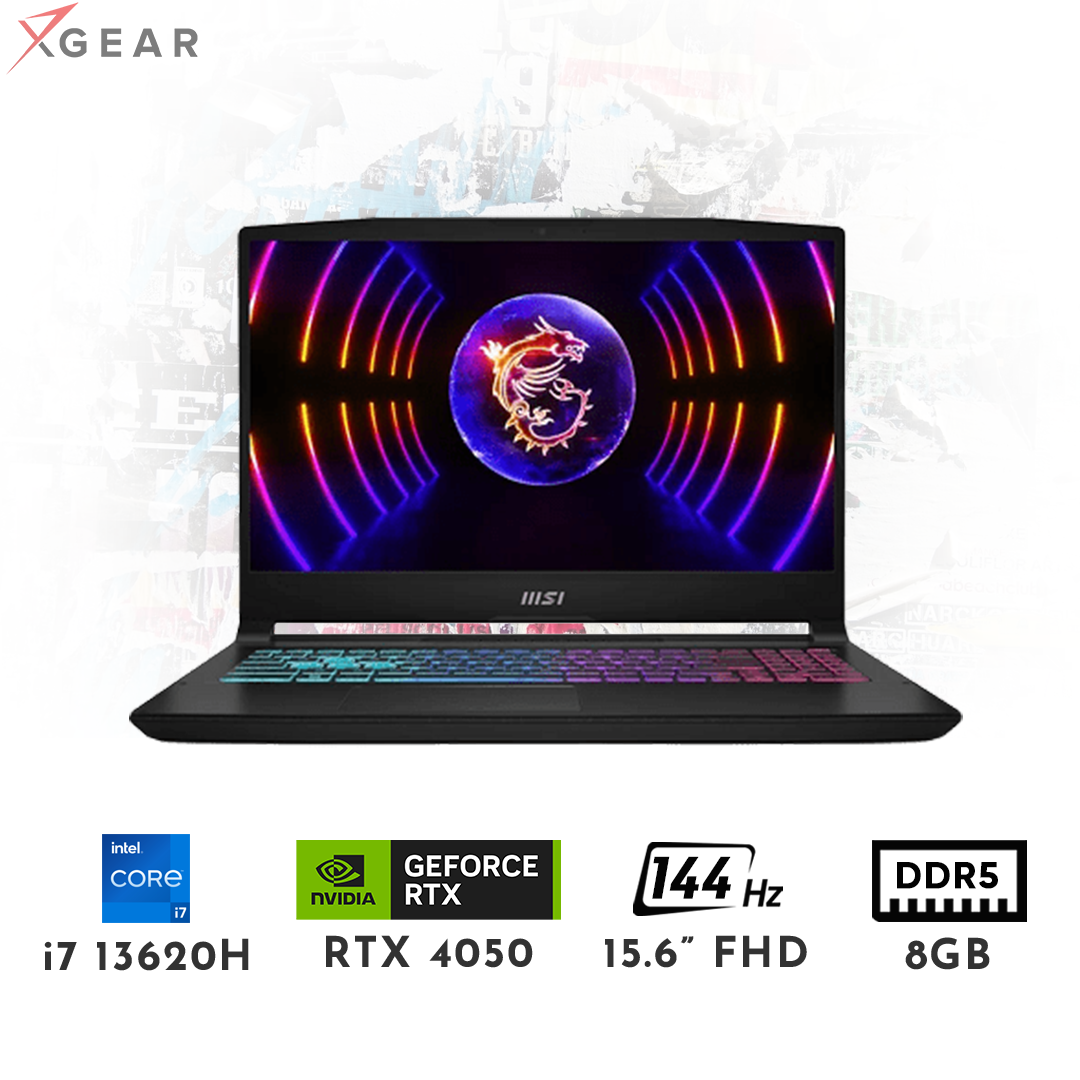 XGEAR
msi
intel.
CORE
i7
NVIDIA
GEFORCE
RTX
144 Hz
DDR5
i7 13620H
RTX 4050
15.6” FHD
8GB